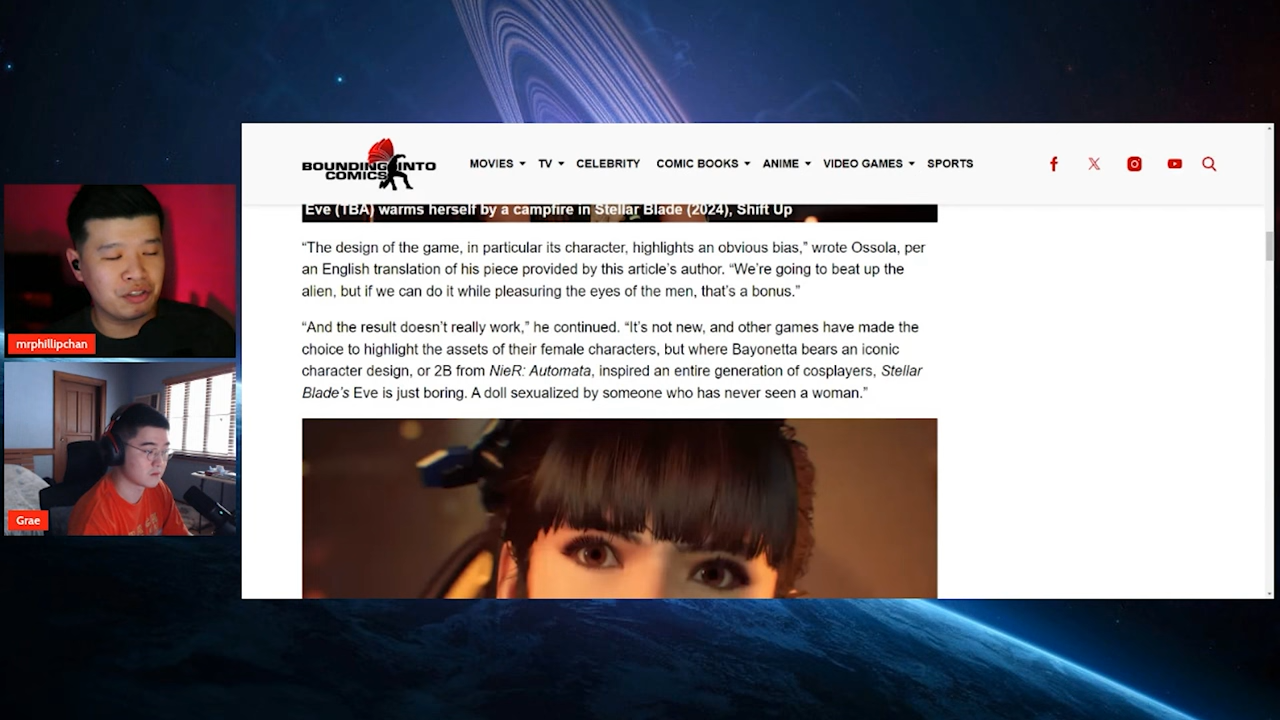 BOUNDING INTO
COMICS
MOVIES TV CELEBRITY COMIC BOOKS ANIME VIDEO GAMES SPORTS
Eve (TBA) warms herself by a campfire in Stellar Blade (2024), Shift Up
“The design of the game, in particular its character, highlights an obvious bias,” wrote Ossola, per
an English translation of his piece provided by this article’s author. “We’re going to beat up the
alien, but if we can do it while pleasuring the eyes of the men, that’s a bonus.”
“And the result doesn’t really work,” he continued. “It’s not new, and other games have made the
choice to highlight the assets of their female characters, but where Bayonetta bears an iconic
character design, or 2B from NieR: Automata, inspired an entire generation of cosplayers, Stellar
Blade’s Eve is just boring. A doll sexualized by someone who has never seen a woman.”
mrphillipchan
Grae